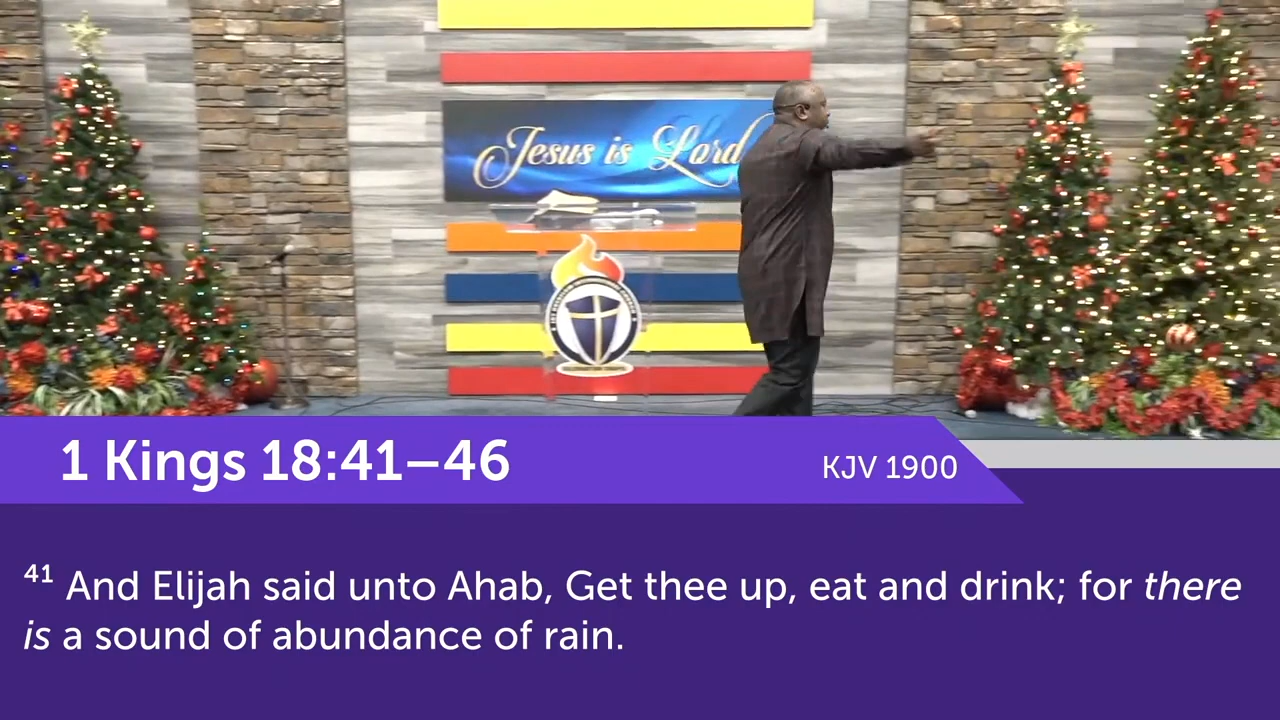 Jesus is Lord
1 Kings 18:41–46
KJV 1900
41 And Elijah said unto Ahab, Get thee up, eat and drink; for there
is a sound of abundance of rain.